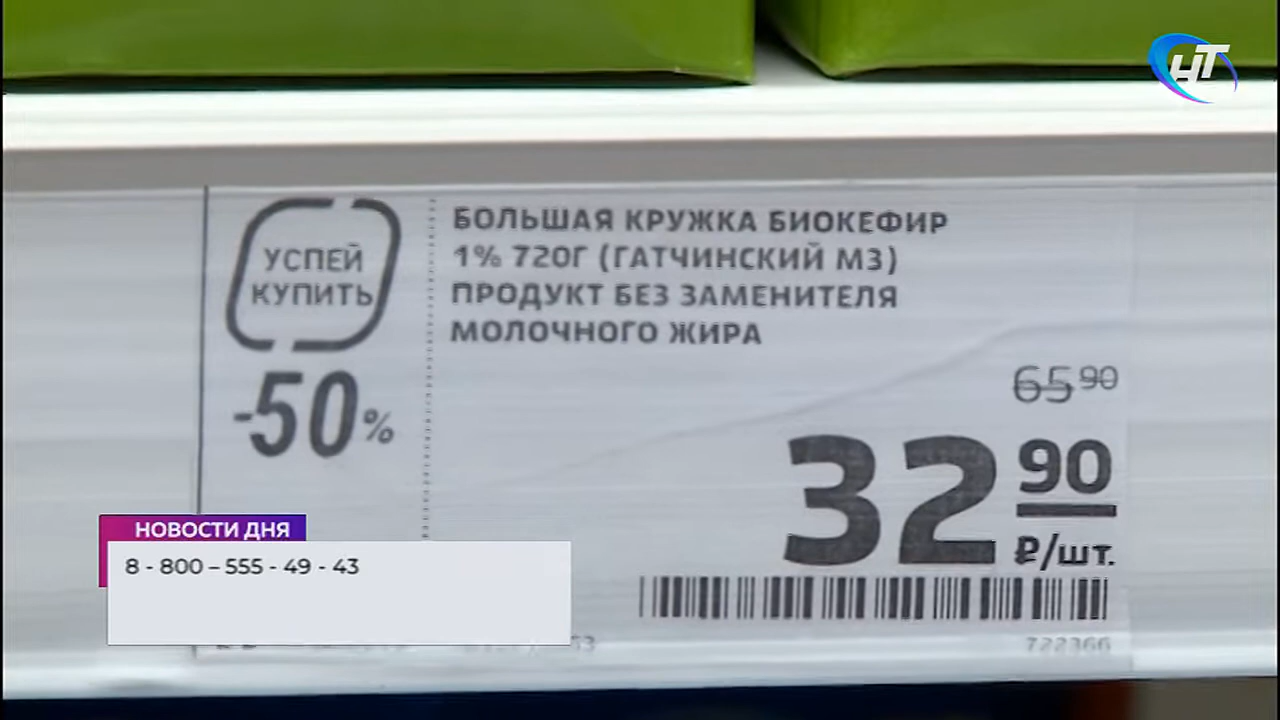 НТ
УСПЕЙ
КУПИТЬ
-50%
БОЛЬШАЯ КРУЖКА БИОКЕФИР
1% 720Г (ГАТЧИНСКИЙ МЗ)
ПРОДУКТ БЕЗ ЗАМЕНИТЕЛЯ
МОЛОЧНОГО ЖИРА
65 90
32 90
₽/шт.
722366
НОВОСТИ ДНЯ
8 - 800 – 555 - 49 - 43